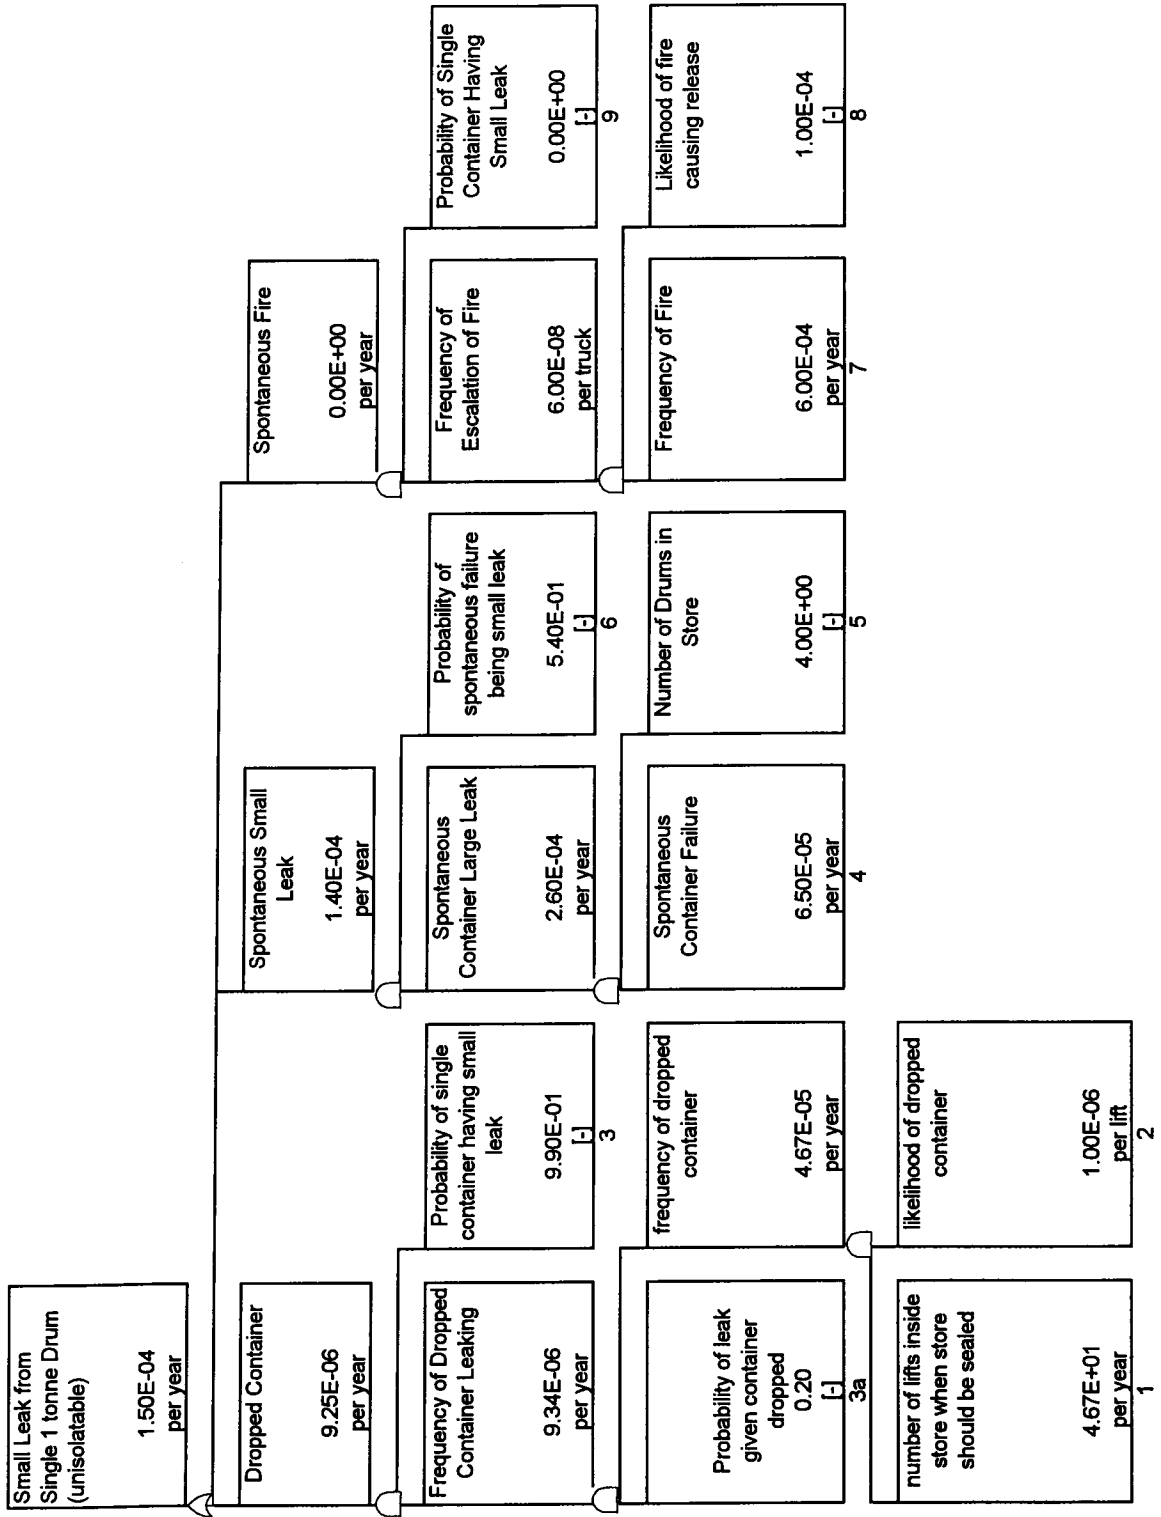 Small Leak from
Single 1 tonne Drum
(unisolatable)
1.50E-04
per year
Dropped Container
9.25E-06
per year
Spontaneous Small
Leak
1.40E-04
per year
Spontaneous Fire
0.00E+00
per year
Frequency of Dropped
Container Leaking
9.34E-06
per year
Probability of single
container having small
leak
9.90E-01
[-]
3
Spontaneous
Container Large Leak
2.60E-04
per year
Probability of
spontaneous failure
being small leak
5.40E-01
[-]
6
Frequency of
Escalation of Fire
6.00E-08
per truck
Probability of Single
Container Having
Small Leak
0.00E+00
[-]
9
Probability of leak
given container
dropped
0.20
[-]
3a
frequency of dropped
container
4.67E-05
per year
Spontaneous
Container Failure
6.50E-05
per year
4
Number of Drums in
Store
4.00E+00
[-]
5
Frequency of Fire
6.00E-04
per year
7
Likelihood of fire
causing release
1.00E-04
[-]
8
number of lifts inside
store when store
should be sealed
4.67E+01
per year
1
likelihood of dropped
container
1.00E-06
per lift
2